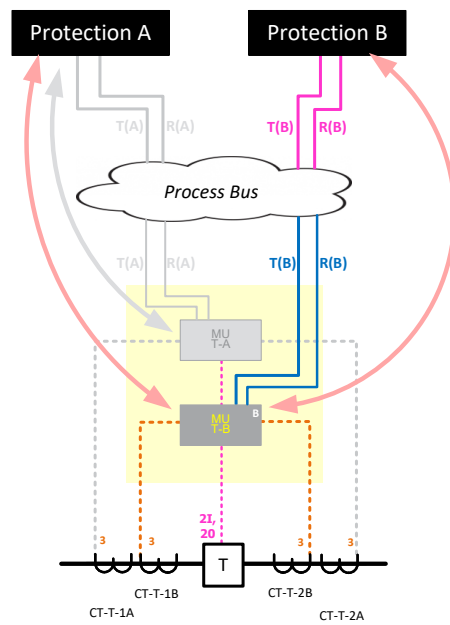 Protection A
Protection B
T(A)
R(A)
T(B)
R(B)
Process Bus
T(A)
R(A)
T(B)
R(B)
MU
T-A
B
MU
T-B
2I,
20
3
3
3
3
T
CT-T-1B
CT-T-2B
CT-T-1A
CT-T-2A